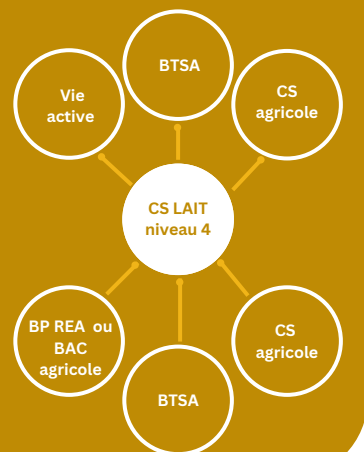 BTSA
Vie
active
CS
agricole
CS LAIT
niveau 4
BP REA ou
BAC
agricole
CS
agricole
BTSA